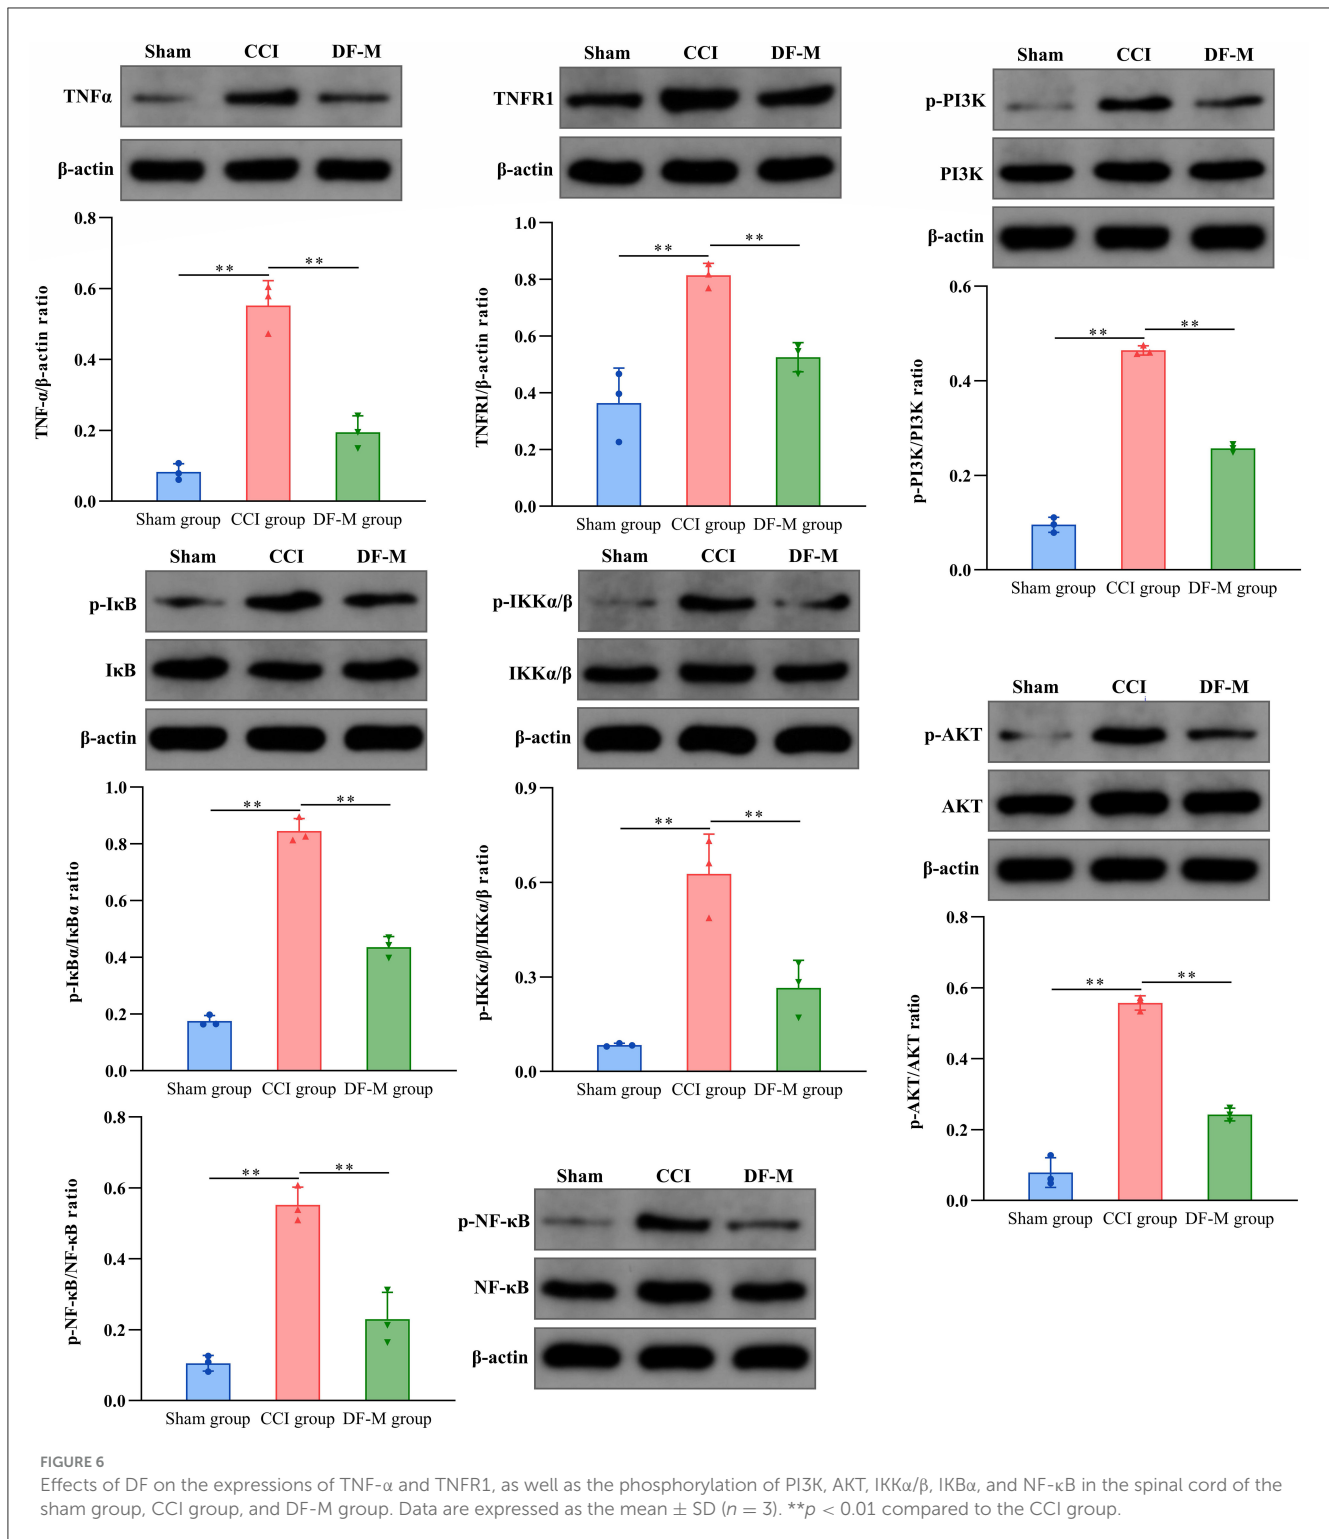 Sham CCI DF-M
TNFα
β-actin
TNF-α/β-actin ratio
0.8
0.6
0.4
0.2
0.0
** **
Sham group CCI group DF-M group
Sham CCI DF-M
TNFR1
β-actin
TNFR1/β-actin ratio
1.0
0.8
0.6
0.4
0.2
0.0
** **
Sham group CCI group DF-M group
Sham CCI DF-M
p-PI3K
PI3K
β-actin
p-PI3K/PI3K ratio
0.6
0.4
0.2
0.0
** **
Sham group CCI group DF-M group
Sham CCI DF-M
p-IκB
IκB
β-actin
p-IκBα/IκBα ratio
1.0
0.8
0.6
0.4
0.2
0.0
** **
Sham group CCI group DF-M group
Sham CCI DF-M
p-IKKα/β
IKKα/β
β-actin
p-IKKα/β/IKKα/β ratio
0.9
0.6
0.3
0.0
** **
Sham group CCI group DF-M group
Sham CCI DF-M
p-AKT
AKT
β-actin
p-AKT/AKT ratio
0.8
0.6
0.4
0.2
0.0
** **
Sham group CCI group DF-M group
p-NF-κB/NF-κB ratio
0.8
0.6
0.4
0.2
0.0
** **
Sham group CCI group DF-M group
Sham CCI DF-M
p-NF-κB
NF-κB
β-actin
FIGURE 6
Effects of DF on the expressions of TNF-α and TNFR1, as well as the phosphorylation of PI3K, AKT, IKKα/β, IKBα, and NF-κB in the spinal cord of the
sham group, CCI group, and DF-M group. Data are expressed as the mean ± SD (n = 3). **p < 0.01 compared to the CCI group.